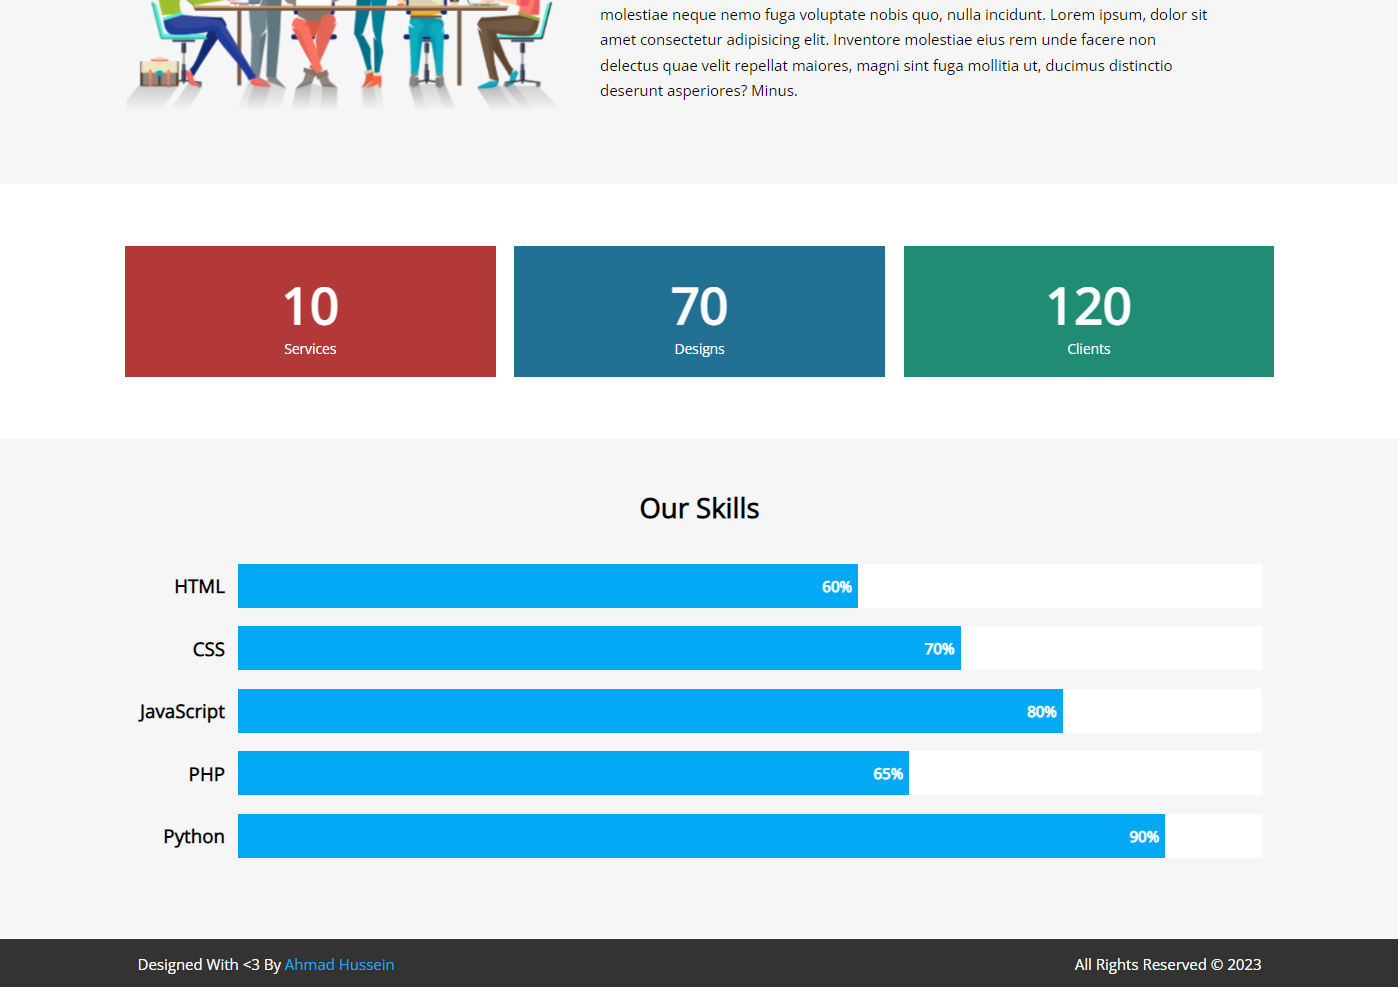 molestiae neque nemo fuga voluptate nobis quo, nulla incidunt. Lorem ipsum, dolor sit
amet consectetur adipisicing elit. Inventore molestiae eius rem unde facere non
delectus quae velit repellat maiores, magni sint fuga mollitia ut, ducimus distinctio
deserunt asperiores? Minus.
10
Services
70
Designs
120
Clients
Our Skills
HTML 60%
CSS 70%
JavaScript 80%
PHP 65%
Python 90%
Designed With <3 By Ahmad Hussein
All Rights Reserved © 2023